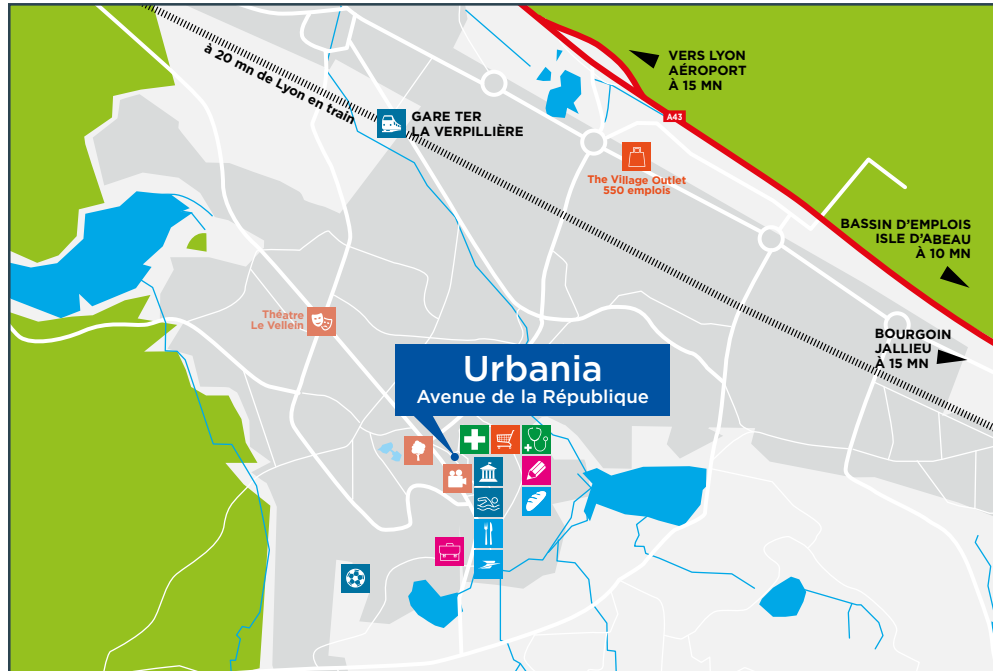 VERS LYON
AÉROPORT
À 15 MN
à 20 mn de Lyon en train
GARE TER
LA VERPILLIÈRE
A43
The Village Outlet
550 emplois
BASSIN D'EMPLOIS
ISLE D'ABEAU
À 10 MN
Théatre
Le Vellein
BOURGOIN
JALLIEU
À 15 MN
Urbania
Avenue de la République